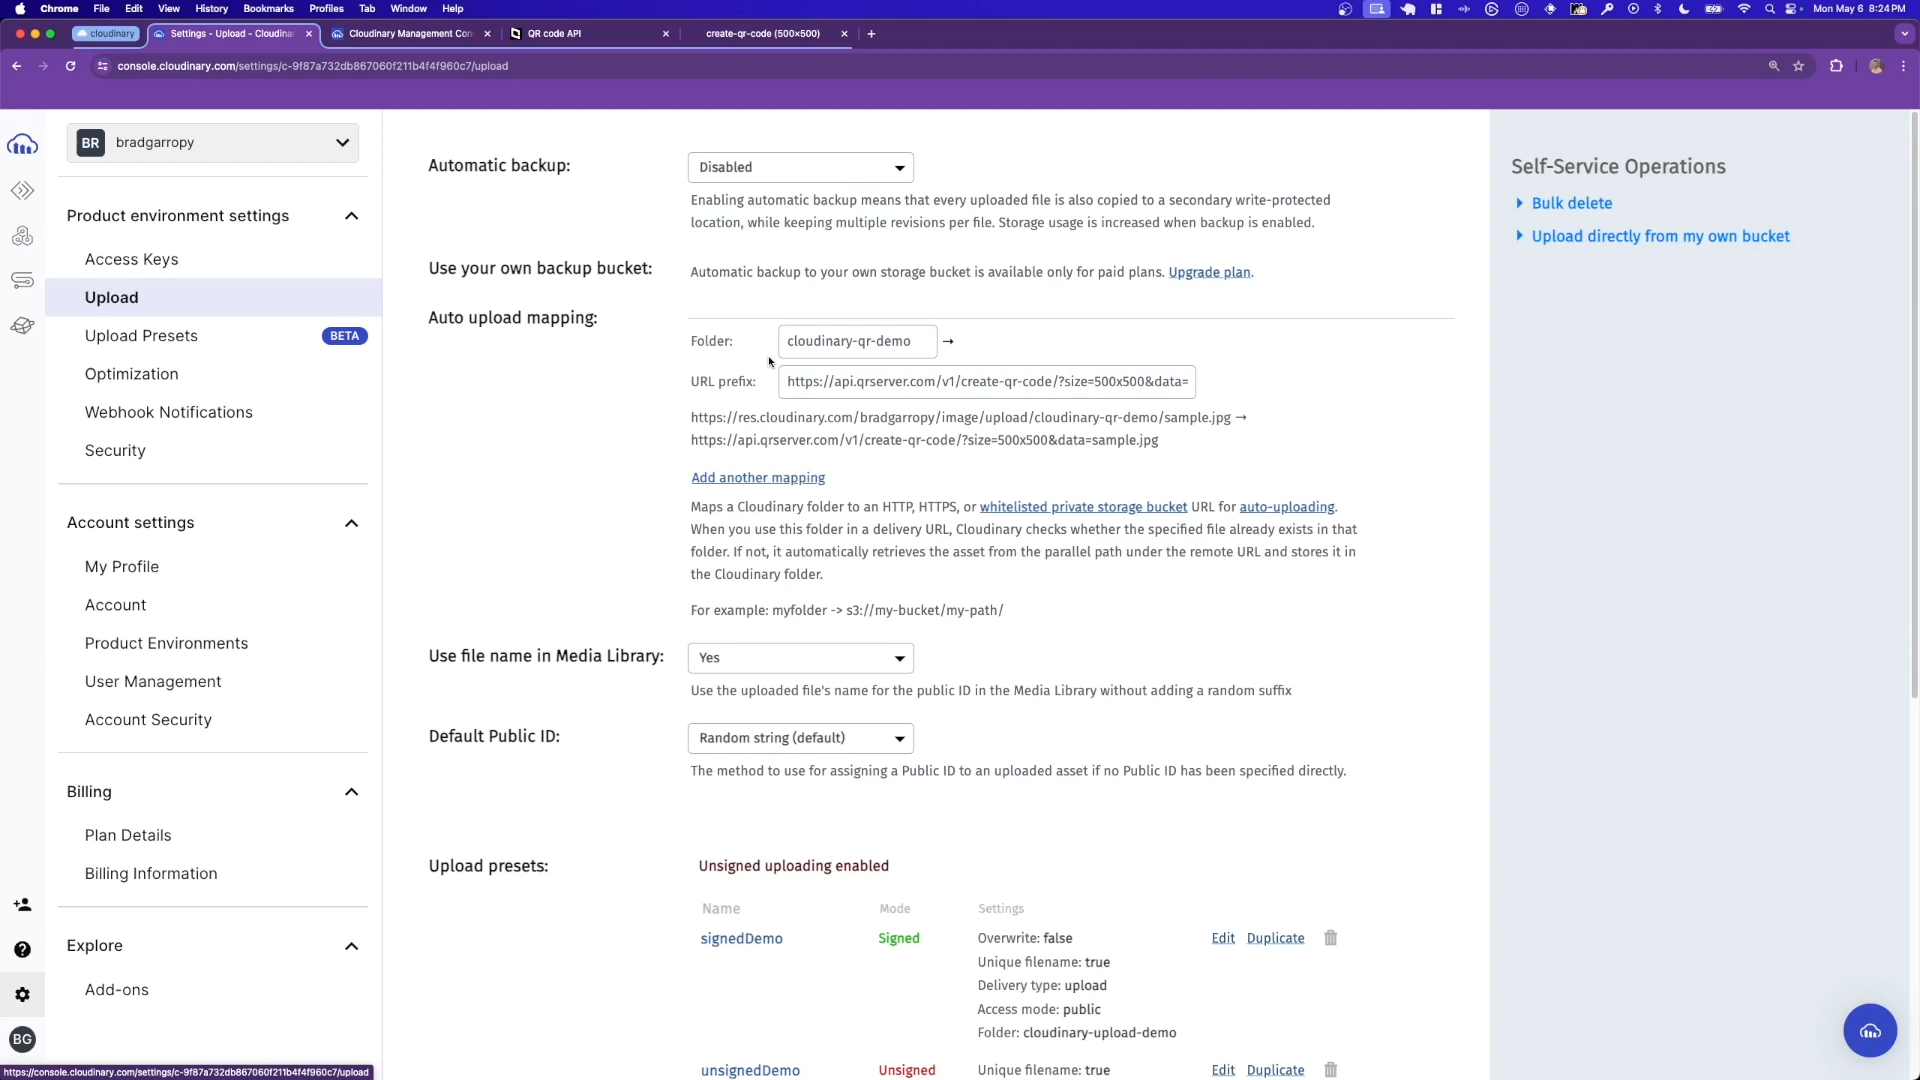 Chrome File Edit View History Bookmarks Profiles Tab Window Help
Mon May 6 8:24 PM
cloudinary
Settings - Upload - Cloudinar
Cloudinary Management Con
QR code API
create-qr-code (500×500)
console.cloudinary.com/settings/c-9f87a732db867060f211b4f4f960c7/upload
BR bradgarropy
Product environment settings
Access Keys
Upload
Upload Presets BETA
Optimization
Webhook Notifications
Security
Account settings
My Profile
Account
Product Environments
User Management
Account Security
Billing
Plan Details
Billing Information
Explore
Add-ons
BG
https://console.cloudinary.com/settings/c-9f87a732db867060f211b4f4f960c7/upload
Automatic backup: Disabled
Enabling automatic backup means that every uploaded file is also copied to a secondary write-protected
location, while keeping multiple revisions per file. Storage usage is increased when backup is enabled.
Use your own backup bucket: Automatic backup to your own storage bucket is available only for paid plans. Upgrade plan.
Auto upload mapping:
Folder: cloudinary-qr-demo →
URL prefix: https://api.qrserver.com/v1/create-qr-code/?size=500x500&data=
https://res.cloudinary.com/bradgarropy/image/upload/cloudinary-qr-demo/sample.jpg →
https://api.qrserver.com/v1/create-qr-code/?size=500x500&data=sample.jpg
Add another mapping
Maps a Cloudinary folder to an HTTP, HTTPS, or whitelisted private storage bucket URL for auto-uploading.
When you use this folder in a delivery URL, Cloudinary checks whether the specified file already exists in that
folder. If not, it automatically retrieves the asset from the parallel path under the remote URL and stores it in
the Cloudinary folder.
For example: myfolder -> s3://my-bucket/my-path/
Use file name in Media Library: Yes
Use the uploaded file's name for the public ID in the Media Library without adding a random suffix
Default Public ID: Random string (default)
The method to use for assigning a Public ID to an uploaded asset if no Public ID has been specified directly.
Upload presets: Unsigned uploading enabled
Name Mode Settings
signedDemo Signed Overwrite: false Edit Duplicate
Unique filename: true
Delivery type: upload
Access mode: public
Folder: cloudinary-upload-demo
unsignedDemo Unsigned Unique filename: true Edit Duplicate
Self-Service Operations
Bulk delete
Upload directly from my own bucket